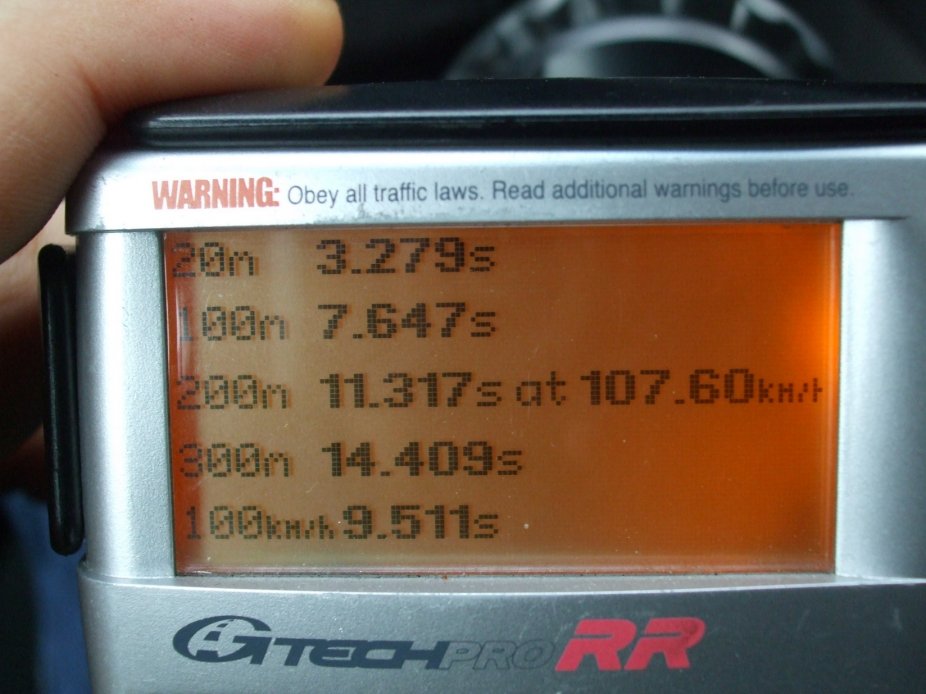 WARNING: Obey all traffic laws. Read additional warnings before use.
20m 3.279s
100m 7.647s
200m 11.317s at 107.60km/h
300m 14.409s
100km/h 9.511s
GTECHPRO RR